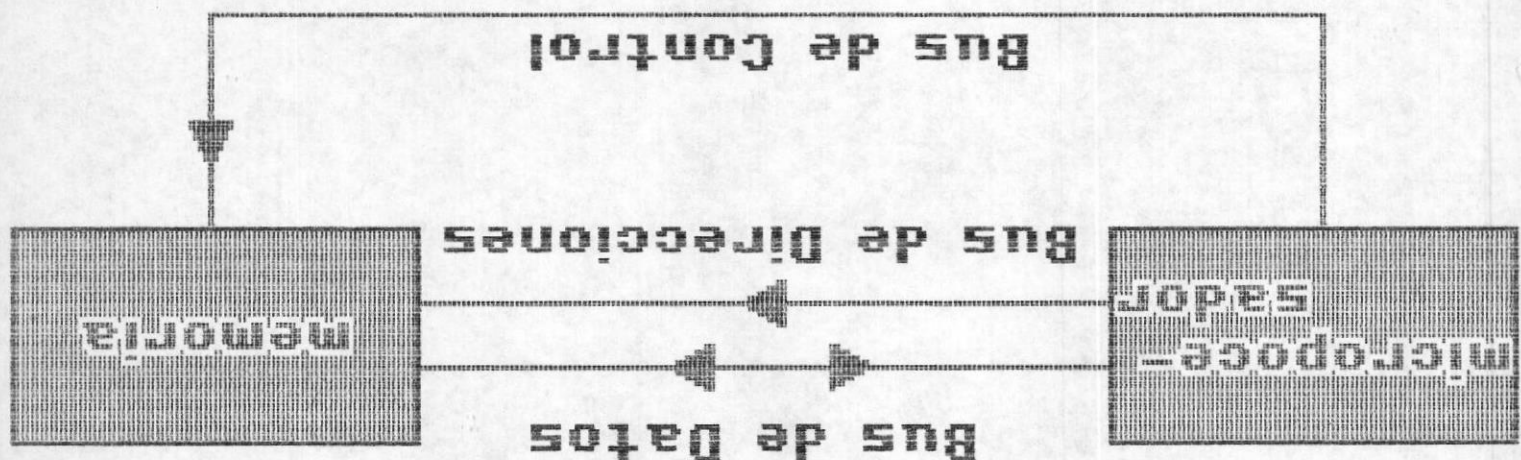 Bus de Datos
micropoce-
sador
memoria
Bus de Direcciones
Bus de Control